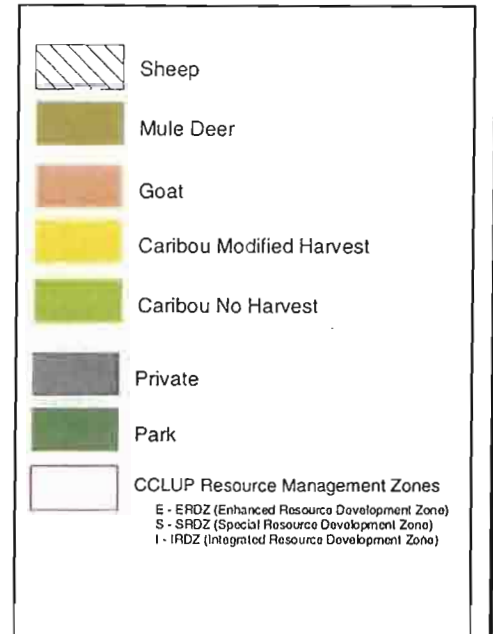 Sheep
Mule Deer
Goat
Caribou Modified Harvest
Caribou No Harvest
Private
Park
CCLUP Resource Management Zones
E - ERDZ (Enhanced Resource Development Zone)
S - SRDZ (Special Resource Development Zone)
I - IRDZ (Integrated Resource Development Zone)